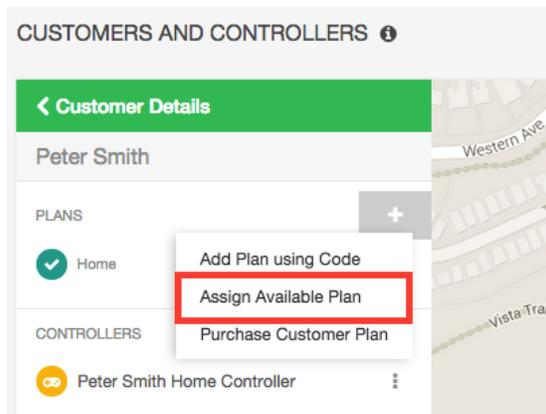 CUSTOMERS AND CONTROLLERS
Customer Details
Peter Smith
PLANS
Home
Add Plan using Code
Assign Available Plan
Purchase Customer Plan
CONTROLLERS
Peter Smith Home Controller
Western Ave
Vista Tra